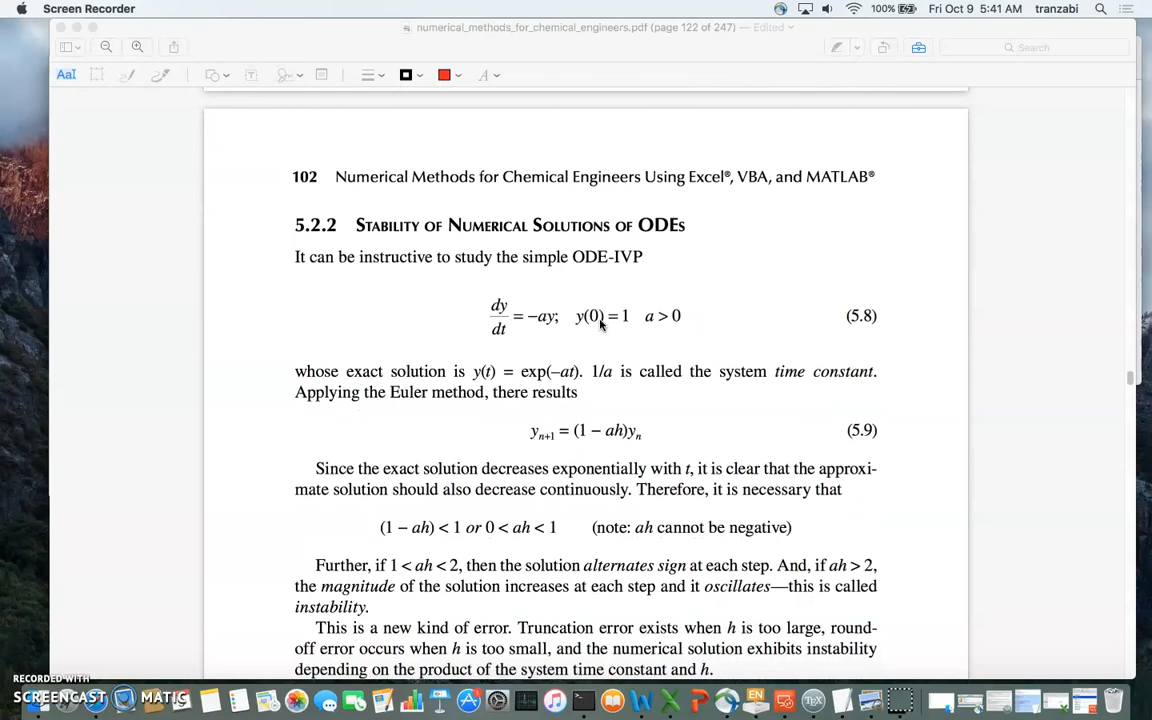 Screen Recorder
100% Fri Oct 9 5:41 AM tranzabi
numerical_methods_for_chemical_engineers.pdf (page 122 of 247) — Edited
Search
AaI T A
102 Numerical Methods for Chemical Engineers Using Excel®, VBA, and MATLAB®
5.2.2 Stability of Numerical Solutions of ODEs
It can be instructive to study the simple ODE-IVP
dy/dt = −ay; y(0) = 1 a > 0 (5.8)
whose exact solution is y(t) = exp(–at). 1/a is called the system time constant.
Applying the Euler method, there results
yn+1 = (1 − ah)yn (5.9)
Since the exact solution decreases exponentially with t, it is clear that the approxi-
mate solution should also decrease continuously. Therefore, it is necessary that
(1 − ah) < 1 or 0 < ah < 1 (note: ah cannot be negative)
Further, if 1 < ah < 2, then the solution alternates sign at each step. And, if ah > 2,
the magnitude of the solution increases at each step and it oscillates—this is called
instability.
This is a new kind of error. Truncation error exists when h is too large, round-
off error occurs when h is too small, and the numerical solution exhibits instability
depending on the product of the system time constant and h.
RECORDED WITH
SCREENCAST MATIC